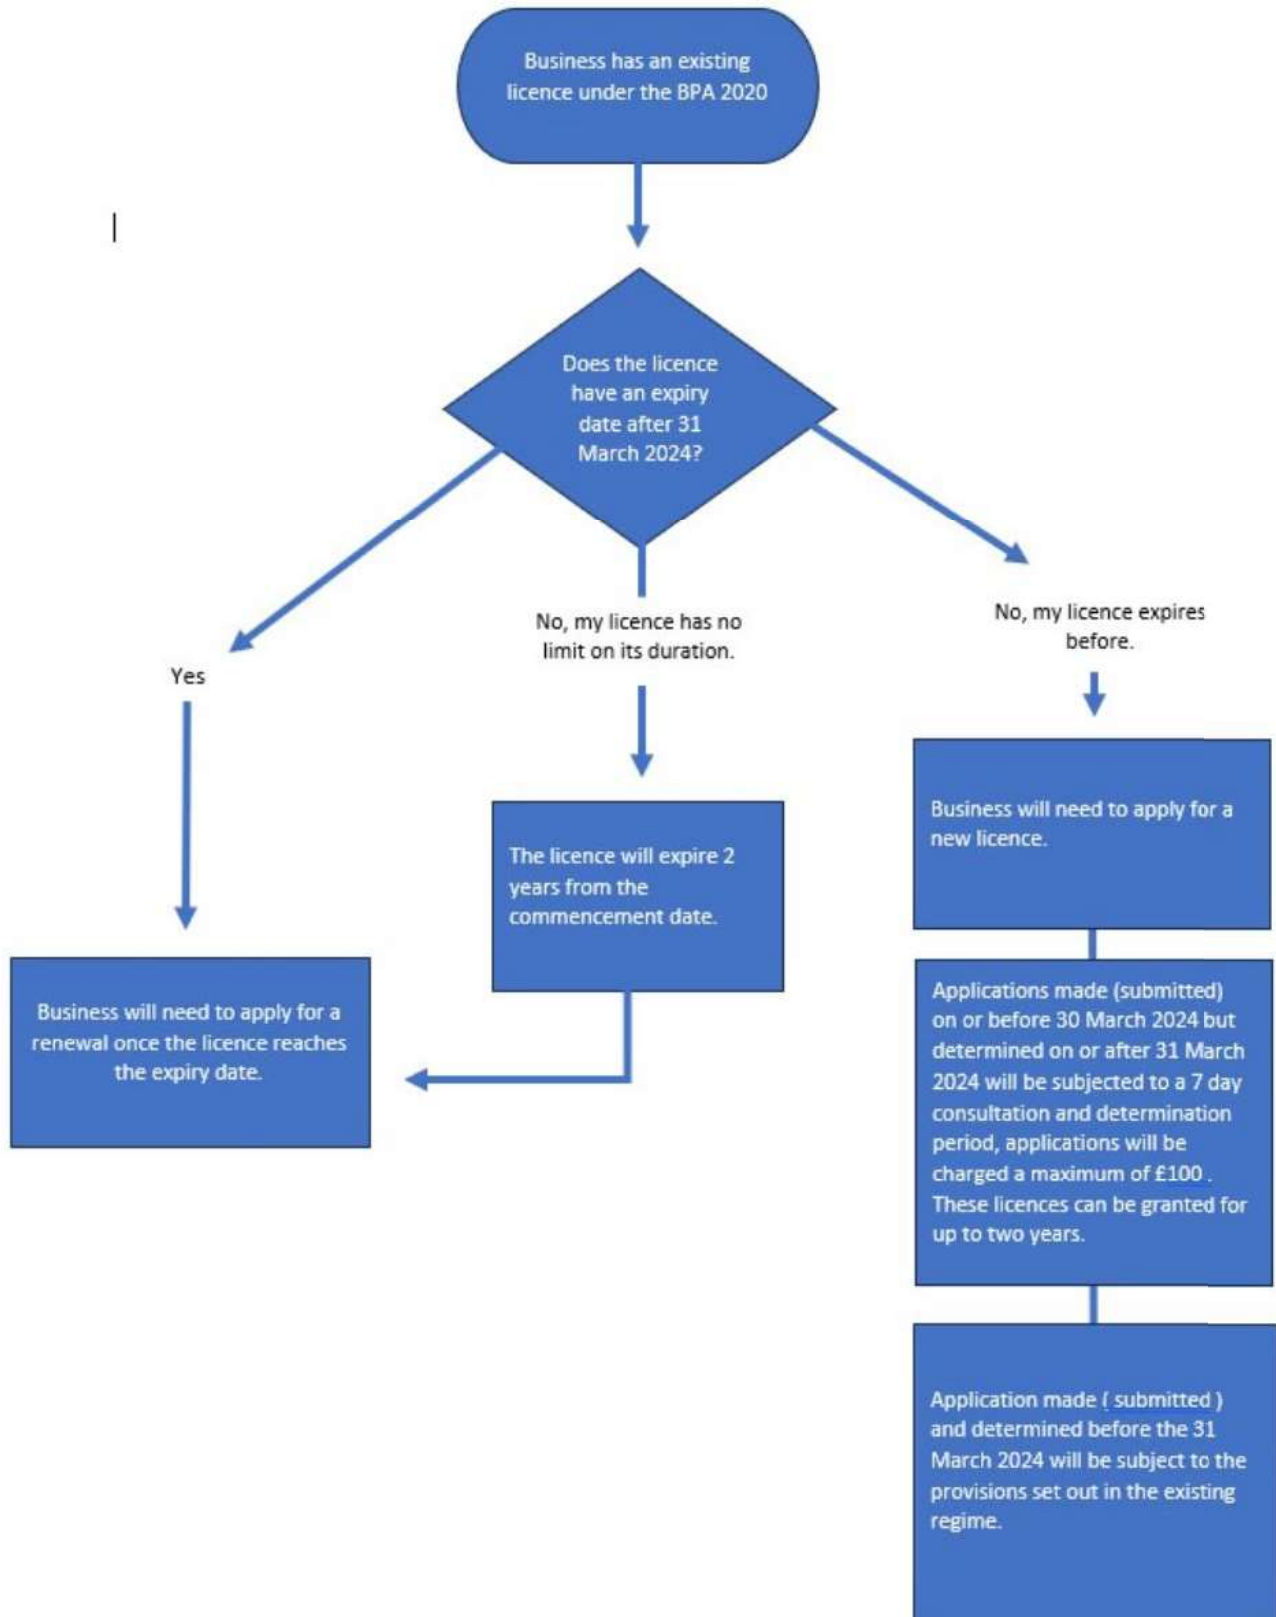 Business has an existing
licence under the BPA 2020
Does the licence
have an expiry
date after 31
March 2024?
Yes
No, my licence has no
limit on its duration.
No, my licence expires
before.
Business will need to apply for a
renewal once the licence reaches
the expiry date.
The licence will expire 2
years from the
commencement date.
Business will need to apply for a
new licence.
Applications made (submitted)
on or before 30 March 2024 but
determined on or after 31 March
2024 will be subjected to a 7 day
consultation and determination
period, applications will be
charged a maximum of £100 .
These licences can be granted for
up to two years.
Application made ( submitted )
and determined before the 31
March 2024 will be subject to the
provisions set out in the existing
regime.